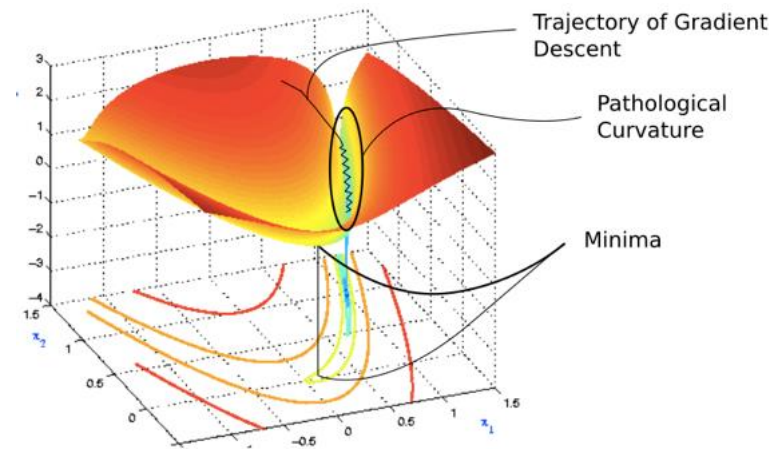 Trajectory of Gradient
Descent
Pathological
Curvature
Minima
3
2
1
0
−1
−2
−3
−4
1.5
1
0.5
0
x₂
−0.5
0
0.5
1
1.5
x₁